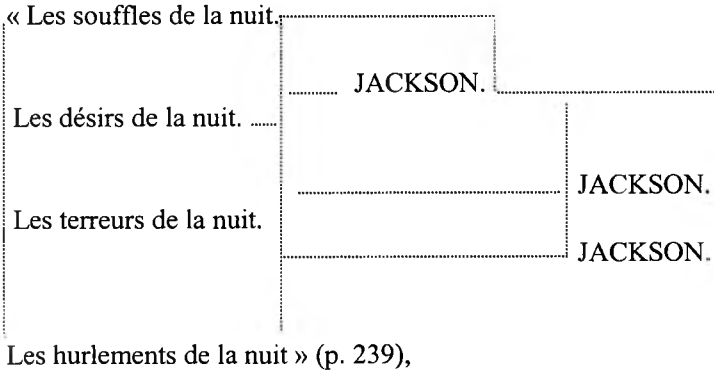 « Les souffles de la nuit.
JACKSON.
Les désirs de la nuit.
JACKSON.
Les terreurs de la nuit.
JACKSON.
Les hurlements de la nuit » (p. 239),